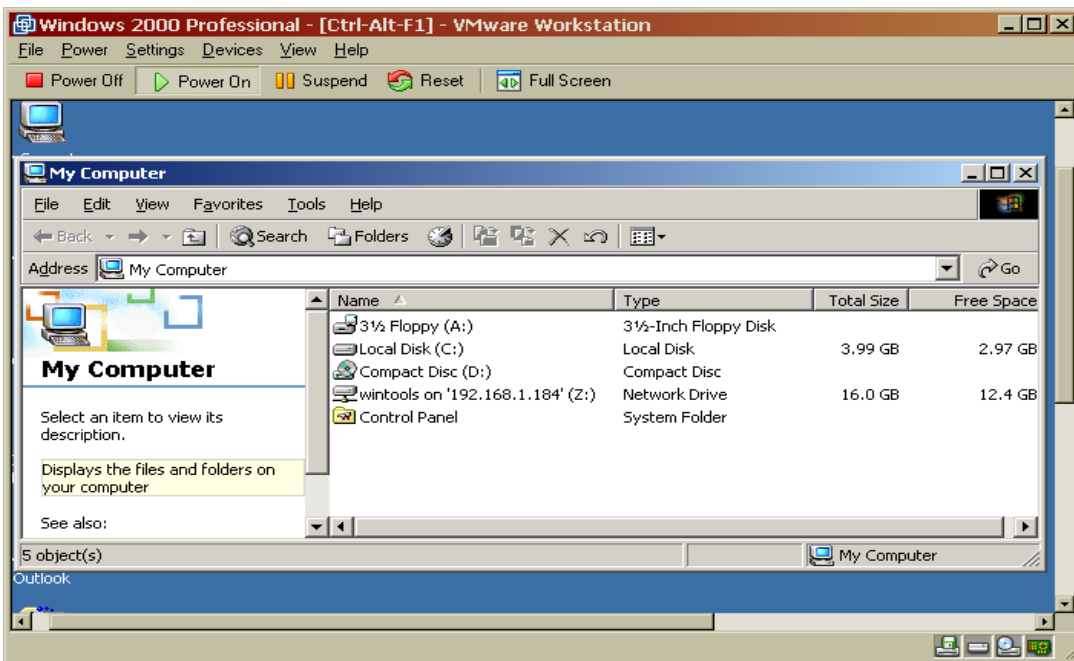 Windows 2000 Professional - [Ctrl-Alt-F1] - VMware Workstation
File Power Settings Devices View Help
Power Off Power On Suspend Reset Full Screen
My Computer
File Edit View Favorites Tools Help
Back Search Folders
Address My Computer Go
Name Type Total Size Free Space
3½ Floppy (A:) 3½-Inch Floppy Disk
Local Disk (C:) Local Disk 3.99 GB 2.97 GB
Compact Disc (D:) Compact Disc
wintools on '192.168.1.184' (Z:) Network Drive 16.0 GB 12.4 GB
Control Panel System Folder
My Computer
Select an item to view its
description.
Displays the files and folders on
your computer
See also:
5 object(s) My Computer
Outlook